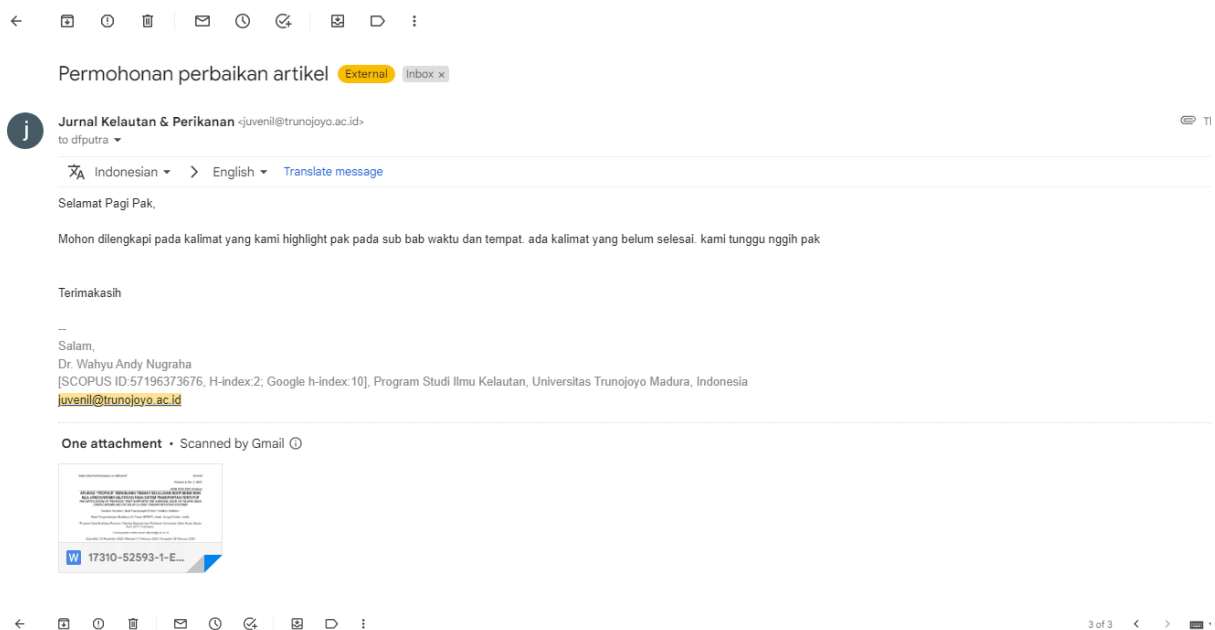 Permohonan perbaikan artikel External Inbox ×
j
Jurnal Kelautan & Perikanan <juvenil@trunojoyo.ac.id>
to dfputra
Indonesian > English Translate message
Selamat Pagi Pak,
Mohon dilengkapi pada kalimat yang kami highlight pak pada sub bab waktu dan tempat. ada kalimat yang belum selesai. kami tunggu nggih pak
Terimakasih
--
Salam,
Dr. Wahyu Andy Nugraha
[SCOPUS ID:57196373676, H-index:2; Google h-index:10], Program Studi Ilmu Kelautan, Universitas Trunojoyo Madura, Indonesia
juvenil@trunojoyo.ac.id
One attachment • Scanned by Gmail
W 17310-52593-1-E...
3 of 3